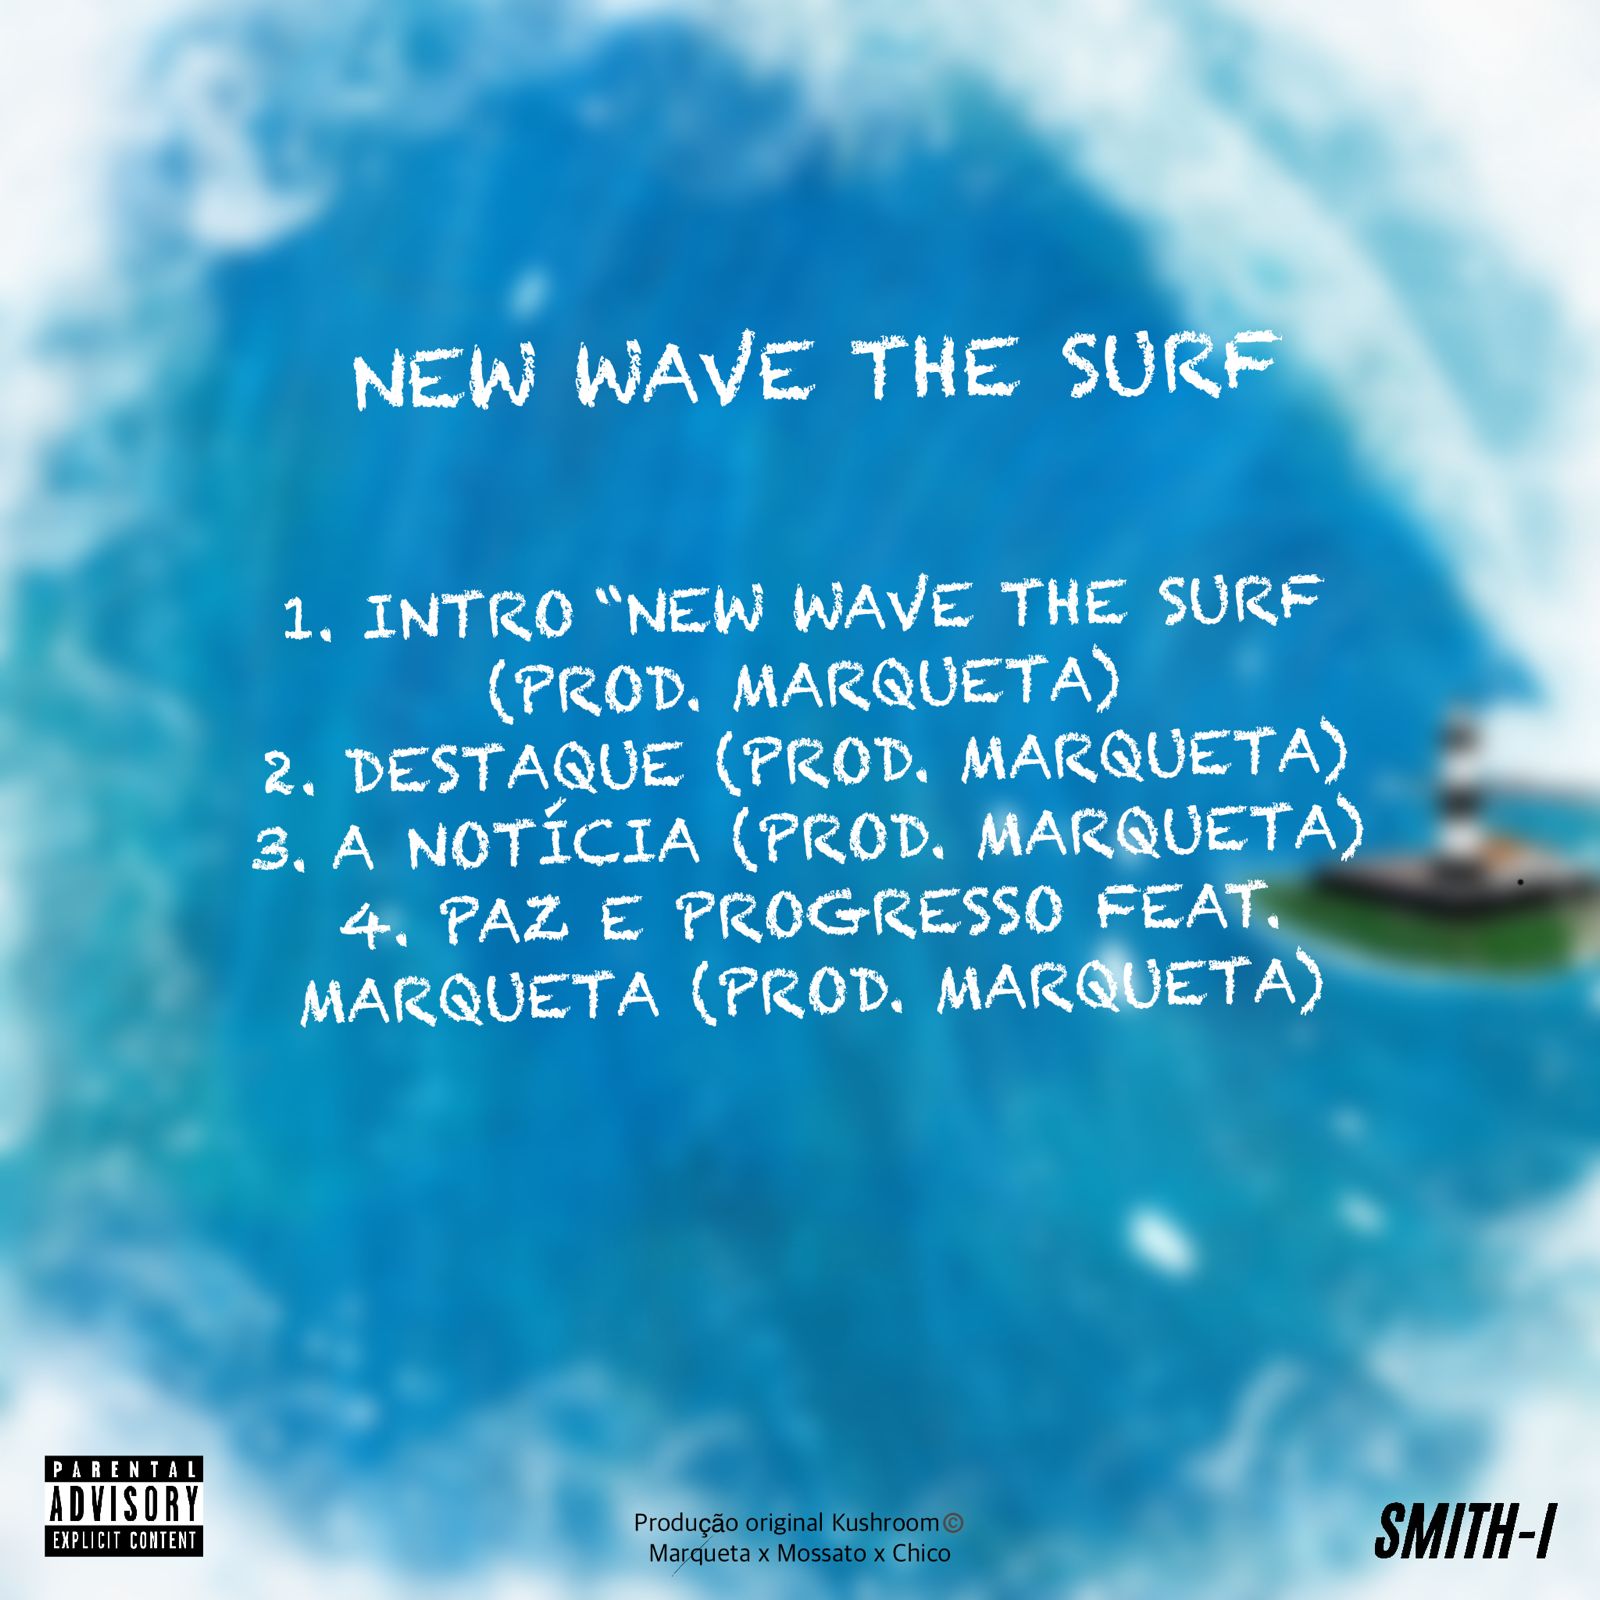 NEW WAVE THE SURF
1. INTRO “NEW WAVE THE SURF
(PROD. MARQUETA)
2. DESTAQUE (PROD. MARQUETA)
3. A NOTÍCIA (PROD. MARQUETA)
4. PAZ E PROGRESSO FEAT.
MARQUETA (PROD. MARQUETA)
PARENTAL
ADVISORY
EXPLICIT CONTENT
Produção original Kushroom©
Marqueta x Mossato x Chico
SMITH-I